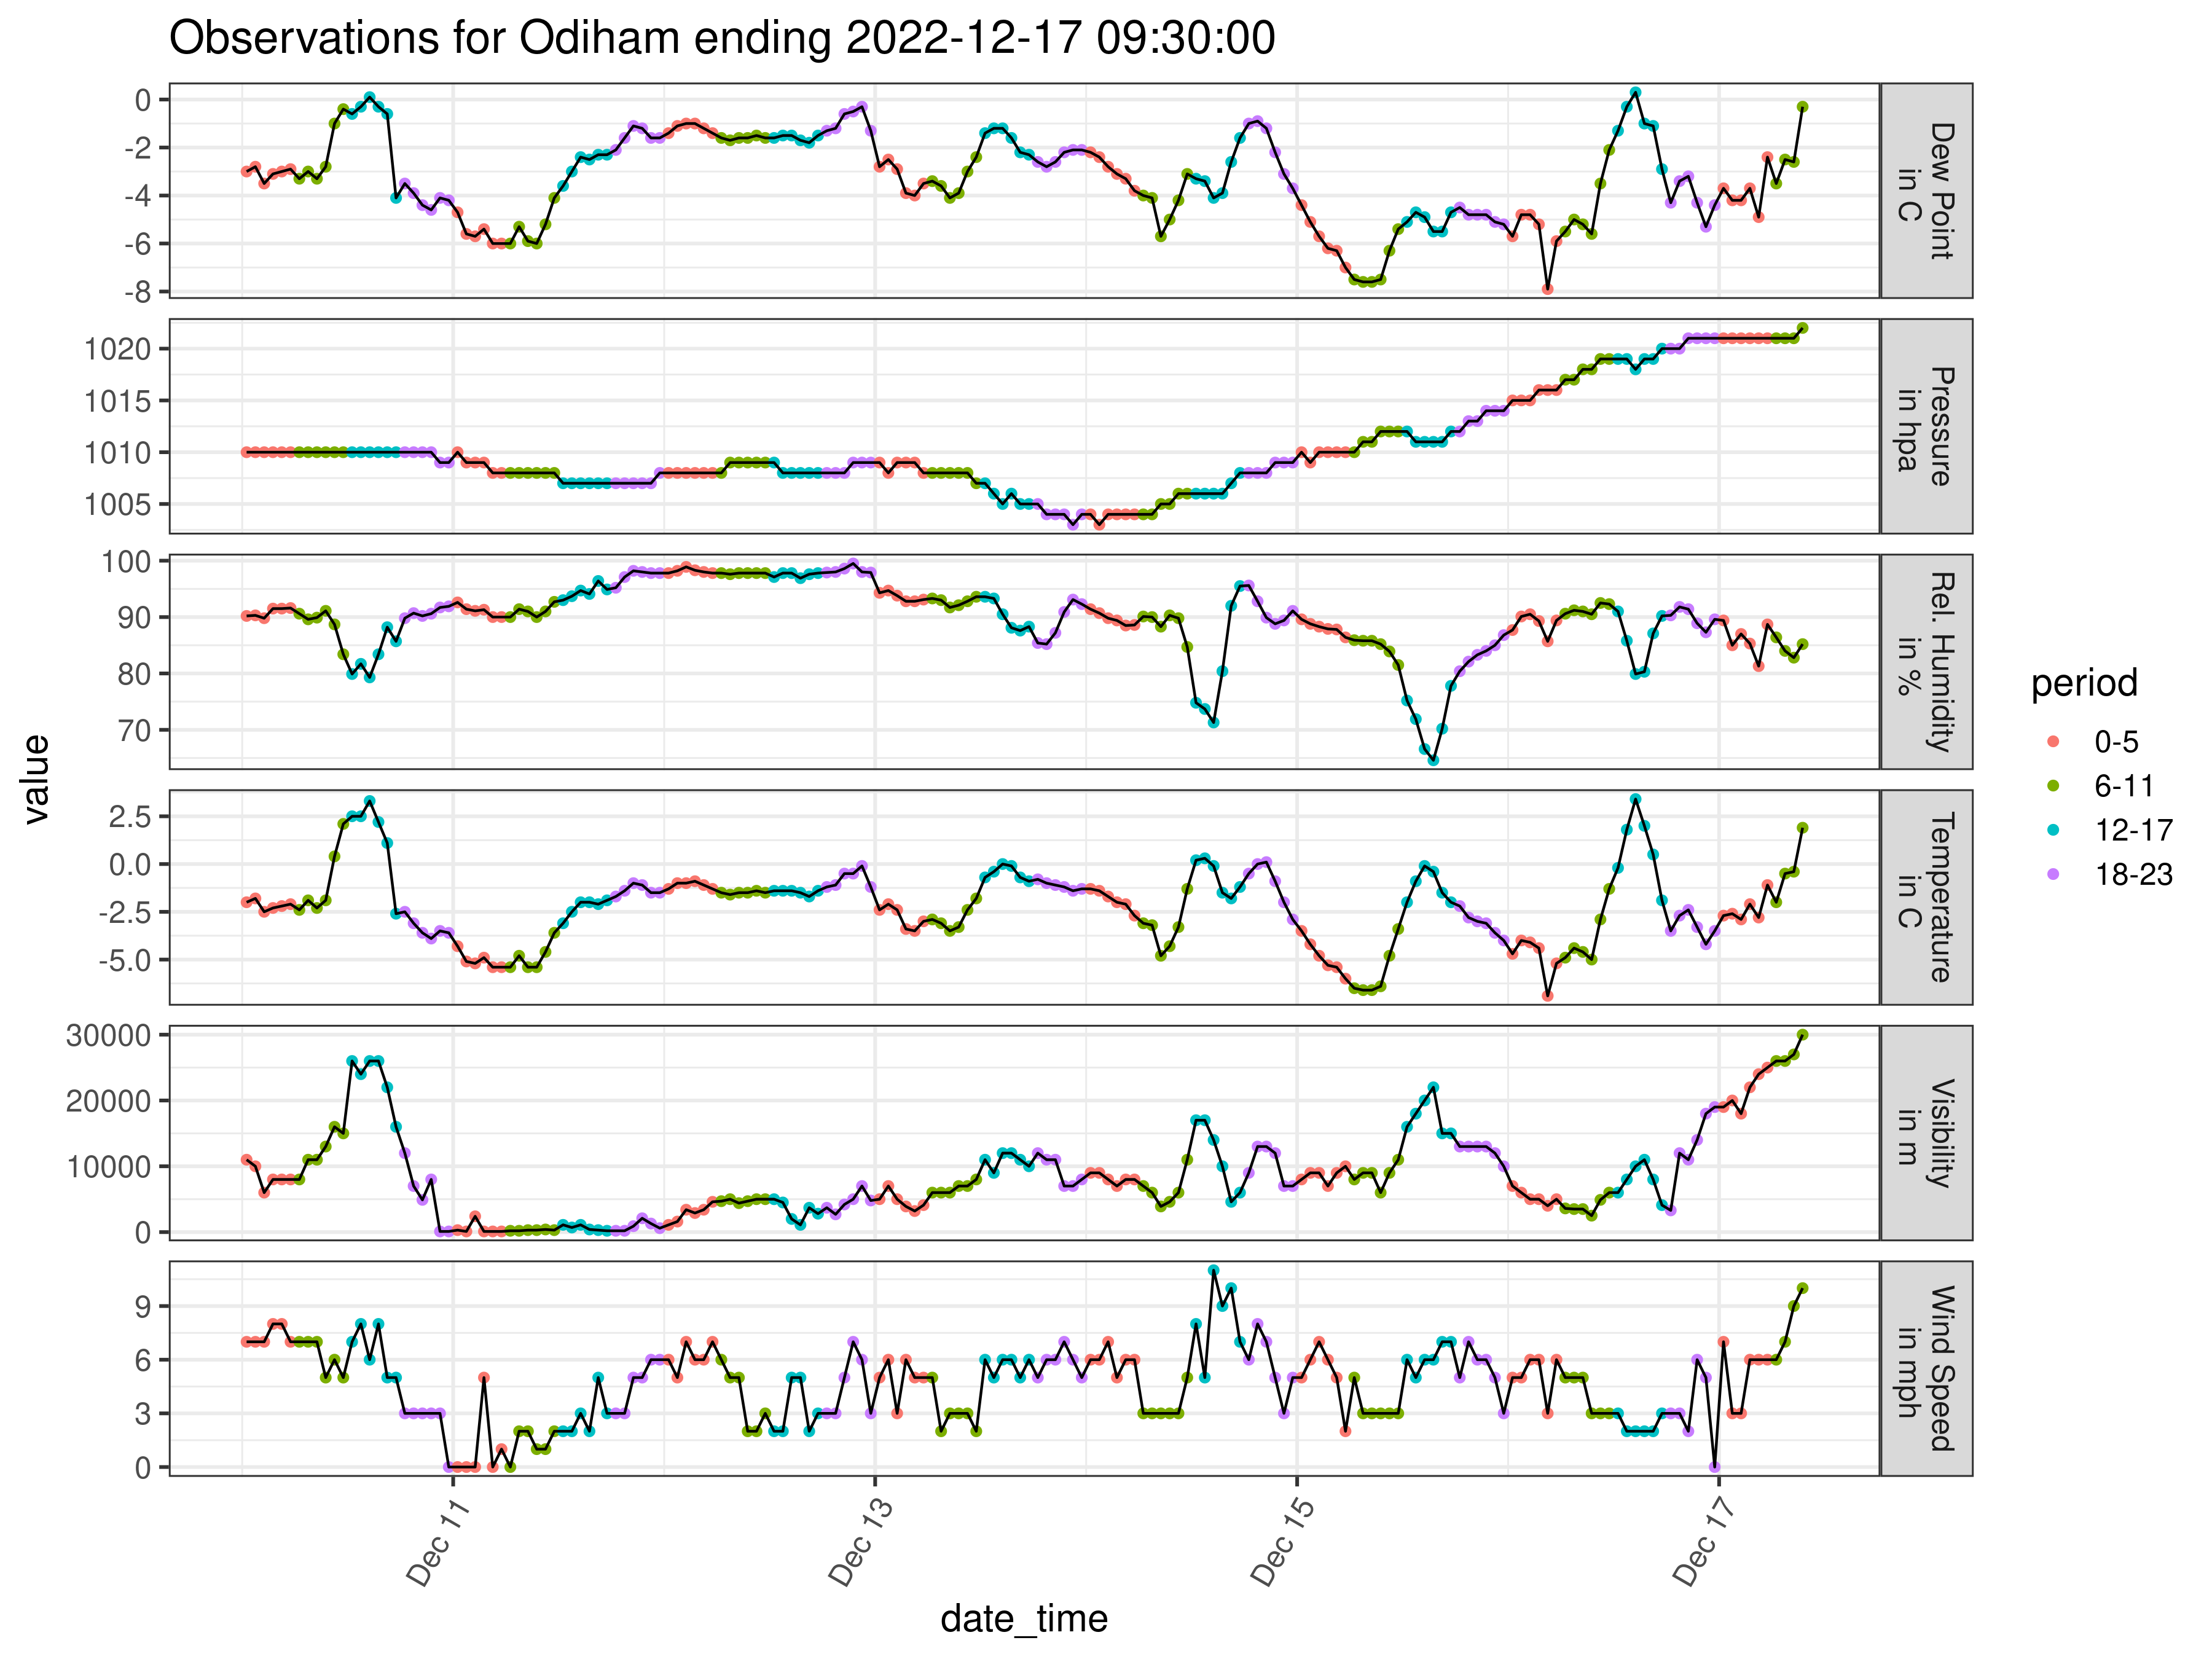 Observations for Odiham ending 2022-12-17 09:30:00
value
0
-2
-4
-6
-8
Dew Point
in C
1020
1015
1010
1005
Pressure
in hpa
100
90
80
70
Rel. Humidity
in %
2.5
0.0
-2.5
-5.0
Temperature
in C
30000
20000
10000
0
Visibility
in m
9
6
3
0
Wind Speed
in mph
Dec 11
Dec 13
Dec 15
Dec 17
date_time
period
0-5
6-11
12-17
18-23